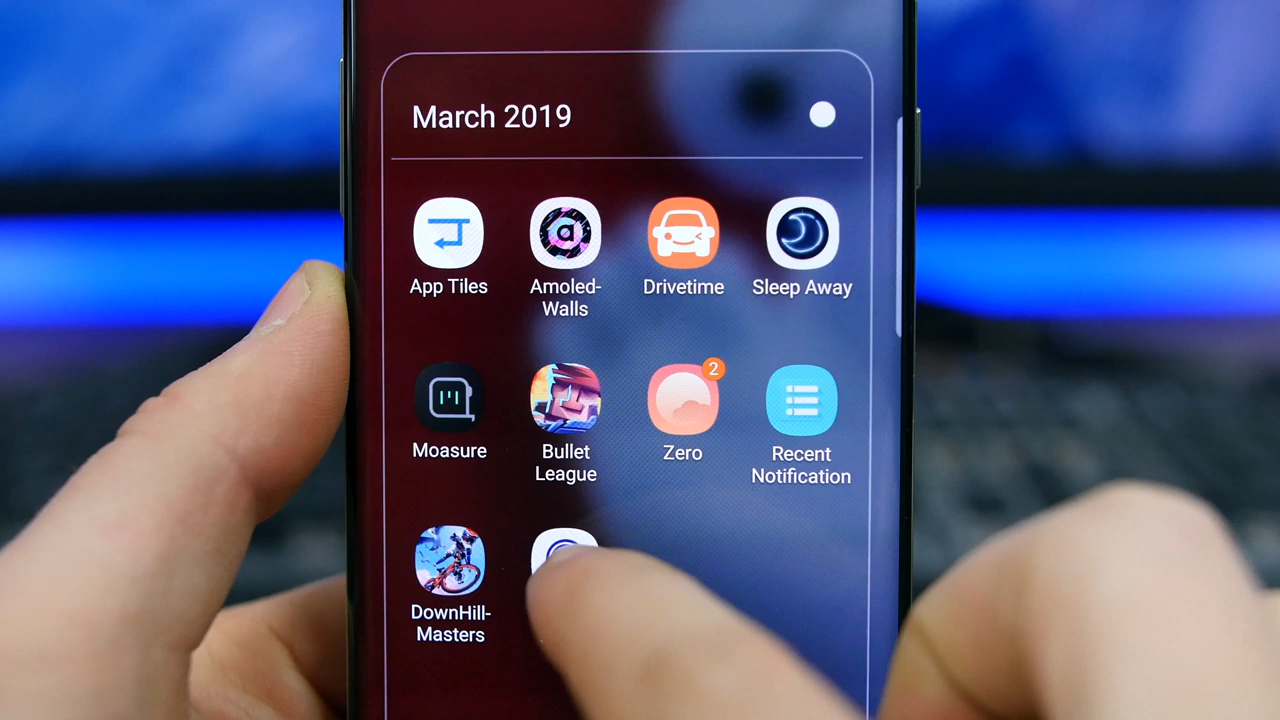 March 2019
App Tiles
Amoled-
Walls
Drivetime
Sleep Away
2
Moasure
Bullet
League
Zero
Recent
Notification
DownHill-
Masters